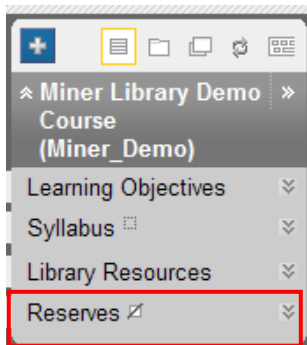 Miner Library Demo
Course
(Miner_Demo)
Learning Objectives
Syllabus
Library Resources
Reserves